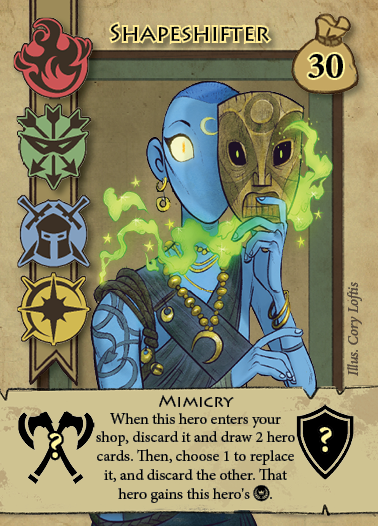 Shapeshifter
30
Illus. Cory Loftis
Mimicry
When this hero enters your
shop, discard it and draw 2 hero
cards. Then, choose 1 to replace
it, and discard the other. That
hero gains this hero's .
?
?